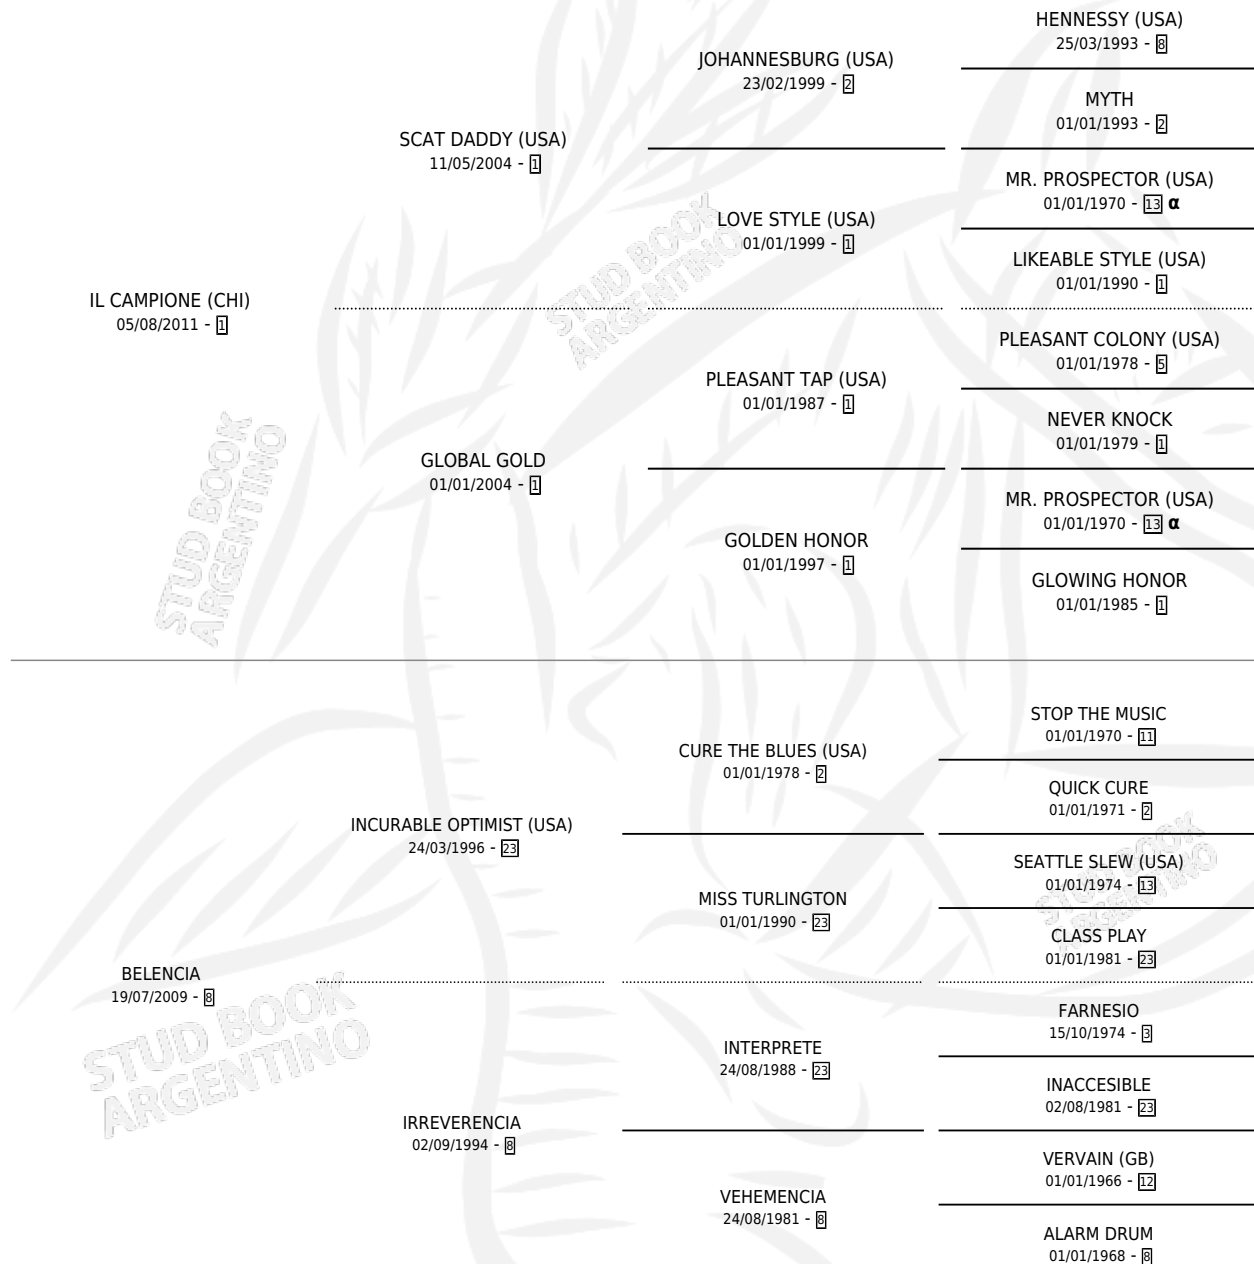 HENNESSY (USA)
25/03/1993 - 8
JOHANNESBURG (USA)
23/02/1999 - 2
MYTH
01/01/1993 - 2
SCAT DADDY (USA)
11/05/2004 - 1
MR. PROSPECTOR (USA)
01/01/1970 - 13 α
LOVE STYLE (USA)
01/01/1999 - 1
LIKEABLE STYLE (USA)
01/01/1990 - 1
IL CAMPIONE (CHI)
05/08/2011 - 1
PLEASANT COLONY (USA)
01/01/1978 - 5
PLEASANT TAP (USA)
01/01/1987 - 1
NEVER KNOCK
01/01/1979 - 1
GLOBAL GOLD
01/01/2004 - 1
MR. PROSPECTOR (USA)
01/01/1970 - 13 α
GOLDEN HONOR
01/01/1997 - 1
GLOWING HONOR
01/01/1985 - 1
STOP THE MUSIC
01/01/1970 - 11
CURE THE BLUES (USA)
01/01/1978 - 2
QUICK CURE
01/01/1971 - 2
INCURABLE OPTIMIST (USA)
24/03/1996 - 23
SEATTLE SLEW (USA)
01/01/1974 - 13
MISS TURLINGTON
01/01/1990 - 23
CLASS PLAY
01/01/1981 - 23
BELENCIA
19/07/2009 - 8
FARNESIO
15/10/1974 - 3
INTERPRETE
24/08/1988 - 23
INACCESIBLE
02/08/1981 - 23
IRREVERENCIA
02/09/1994 - 8
VERVAIN (GB)
01/01/1966 - 12
VEHEMENCIA
24/08/1981 - 8
ALARM DRUM
01/01/1968 - 8
STUD BOOK
ARGENTINO
STUD BOOK
ARGENTINO
STUD BOOK
ARGENTINO
STUD BOOK
ARGENTINO